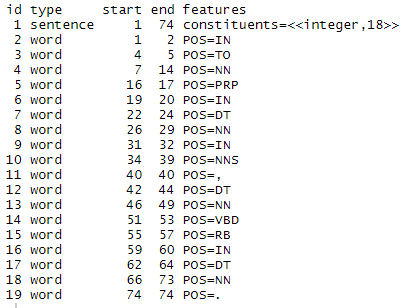 id type start end features
1 sentence 1 74 constituents=<<integer,18>>
2 word 1 2 POS=IN
3 word 4 5 POS=TO
4 word 7 14 POS=NN
5 word 16 17 POS=PRP
6 word 19 20 POS=IN
7 word 22 24 POS=DT
8 word 26 29 POS=NN
9 word 31 32 POS=IN
10 word 34 39 POS=NNS
11 word 40 40 POS=,
12 word 42 44 POS=DT
13 word 46 49 POS=NN
14 word 51 53 POS=VBD
15 word 55 57 POS=RB
16 word 59 60 POS=IN
17 word 62 64 POS=DT
18 word 66 73 POS=NN
19 word 74 74 POS=.